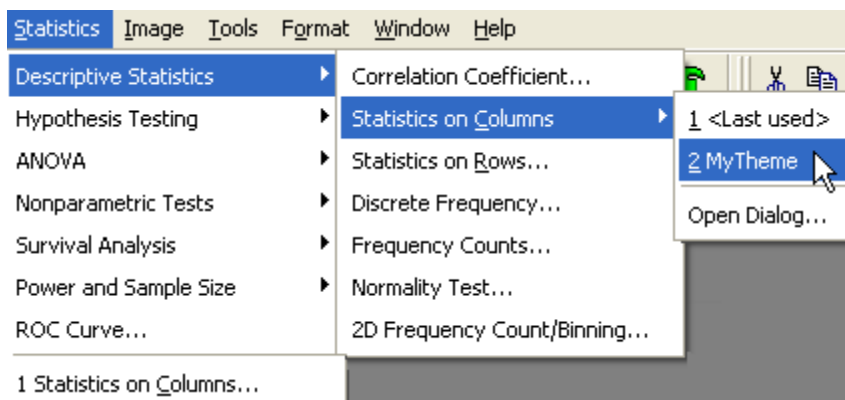 Statistics Image Tools Format Window Help
Descriptive Statistics
Hypothesis Testing
ANOVA
Nonparametric Tests
Survival Analysis
Power and Sample Size
ROC Curve...
1 Statistics on Columns...
Correlation Coefficient...
Statistics on Columns
Statistics on Rows...
Discrete Frequency...
Frequency Counts...
Normality Test...
2D Frequency Count/Binning...
1 <Last used>
2 MyTheme
Open Dialog...